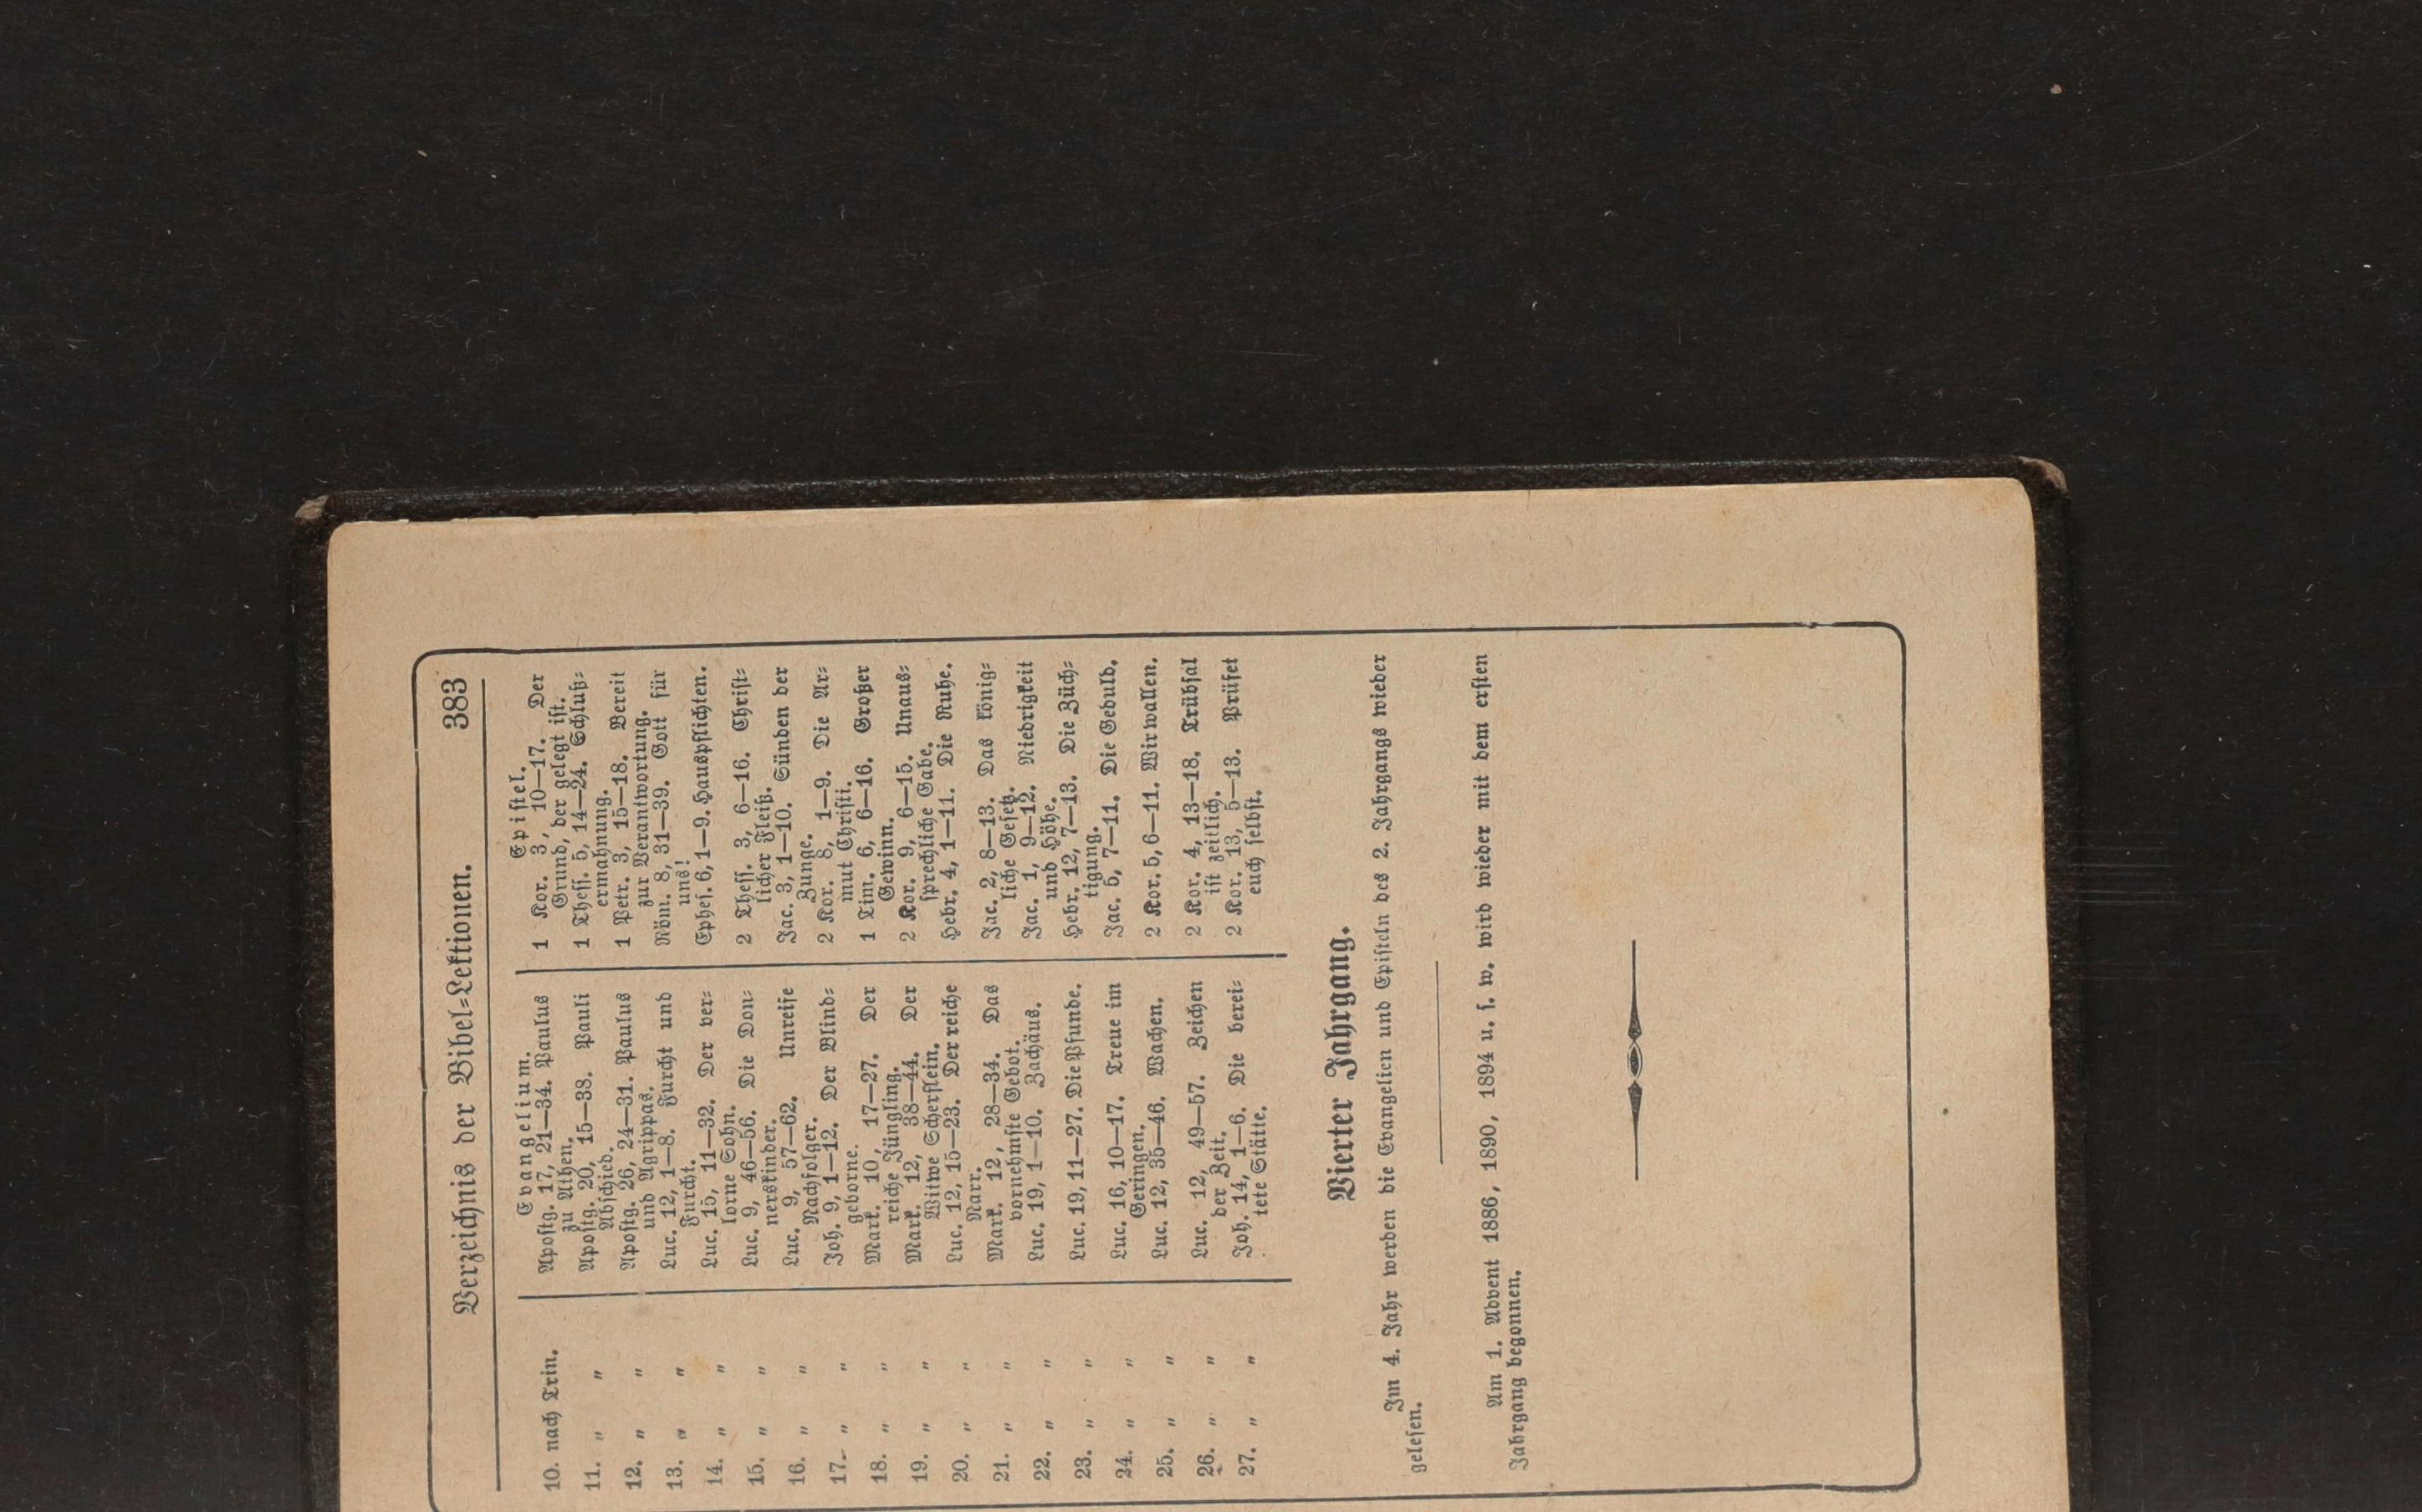 Verzeichnis der Bibel=Lektionen. 383
Evangelium. Epistel.
10. nach Trin. Apostg. 17, 21—34. Paulus 1 Kor. 3, 10—17. Der
zu Athen. Grund, der gelegt ist.
11. „ „ Apostg. 20, 15—38. Pauli 1 Thess. 5, 14—24. Schluß=
Abschied. ermahnung.
12. „ „ Apostg. 26, 24—31. Paulus 1 Petr. 3, 15—18. Bereit
und Agrippas. zur Verantwortung.
13. „ „ Luc. 12, 1—8. Furcht und Röm. 8, 31—39. Gott für
Furcht. uns!
14. „ „ Luc. 15, 11—32. Der ver= Ephes. 6, 1—9. Hauspflichten.
lorne Sohn.
15. „ „ Luc. 9, 46—56. Die Don= 2 Thess. 3, 6—16. Christ=
nerskinder. licher Fleiß.
16. „ „ Luc. 9, 57—62. Unreife Jac. 3, 1—10. Sünden der
Nachfolger. Zunge.
17. „ „ Joh. 9, 1—12. Der Blind= 2 Kor. 8, 1—9. Die Ar=
geborne. mut Christi.
18. „ „ Mark. 10, 17—27. Der 1 Tim. 6, 6—16. Großer
reiche Jüngling. Gewinn.
19. „ „ Mark. 12, 38—44. Der 2 Kor. 9, 6—15. Unaus=
Witwe Scherflein. sprechliche Gabe.
20. „ „ Luc. 12, 15—23. Der reiche Hebr. 4, 1—11. Die Ruhe.
Narr.
21. „ „ Mark. 12, 28—34. Das Jac. 2, 8—13. Das könig=
vornehmste Gebot. liche Gesetz.
22. „ „ Luc. 19, 1—10. Zachäus. Jac. 1, 9—12. Niedrigkeit
und Höhe.
23. „ „ Luc. 19, 11—27. Die Pfunde. Hebr. 12, 7—13. Die Züch=
tigung.
24. „ „ Luc. 16, 10—17. Treue im Jac. 5, 7—11. Die Geduld.
Geringen.
25. „ „ Luc. 12, 35—46. Wachen. 2 Kor. 5, 6—11. Wir wallen.
26. „ „ Luc. 12, 49—57. Zeichen 2 Kor. 4, 13—18. Trübsal
der Zeit. ist zeitlich.
27. „ „ Joh. 14, 1—6. Die berei= 2 Kor. 13, 5—13. Prüfet
tete Stätte. euch selbst.
Vierter Jahrgang.
Im 4. Jahr werden die Evangelien und Episteln des 2. Jahrgangs wieder
gelesen.
Am 1. Advent 1886, 1890, 1894 u. s. w. wird wieder mit dem ersten
Jahrgang begonnen.